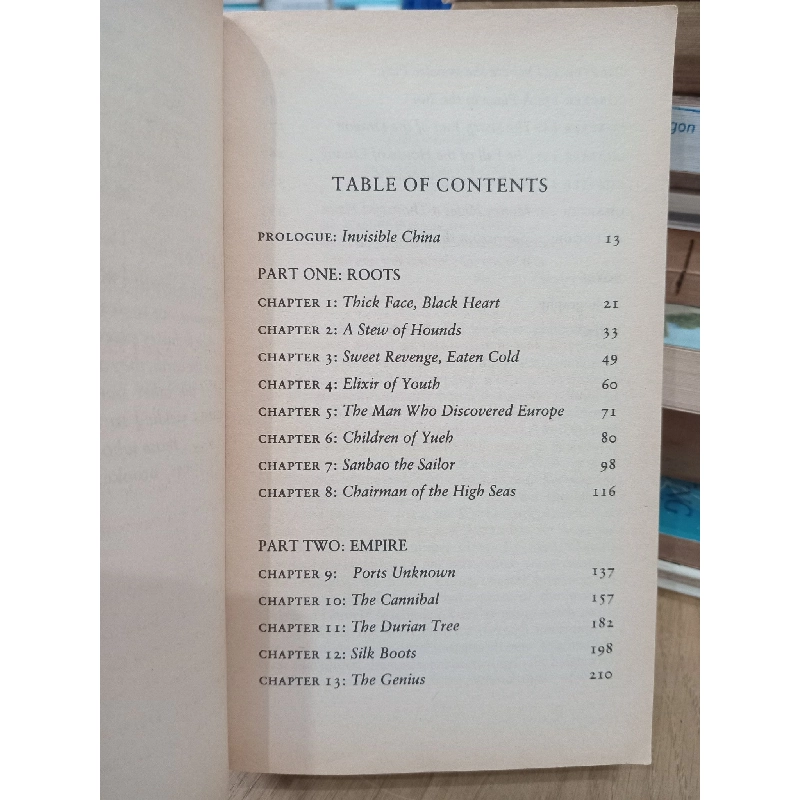 TABLE OF CONTENTS
PROLOGUE: Invisible China 13
PART ONE: ROOTS
CHAPTER 1: Thick Face, Black Heart 21
CHAPTER 2: A Stew of Hounds 33
CHAPTER 3: Sweet Revenge, Eaten Cold 49
CHAPTER 4: Elixir of Youth 60
CHAPTER 5: The Man Who Discovered Europe 71
CHAPTER 6: Children of Yueh 80
CHAPTER 7: Sanbao the Sailor 98
CHAPTER 8: Chairman of the High Seas 116
PART TWO: EMPIRE
CHAPTER 9: Ports Unknown 137
CHAPTER 10: The Cannibal 157
CHAPTER 11: The Durian Tree 182
CHAPTER 12: Silk Boots 198
CHAPTER 13: The Genius 210